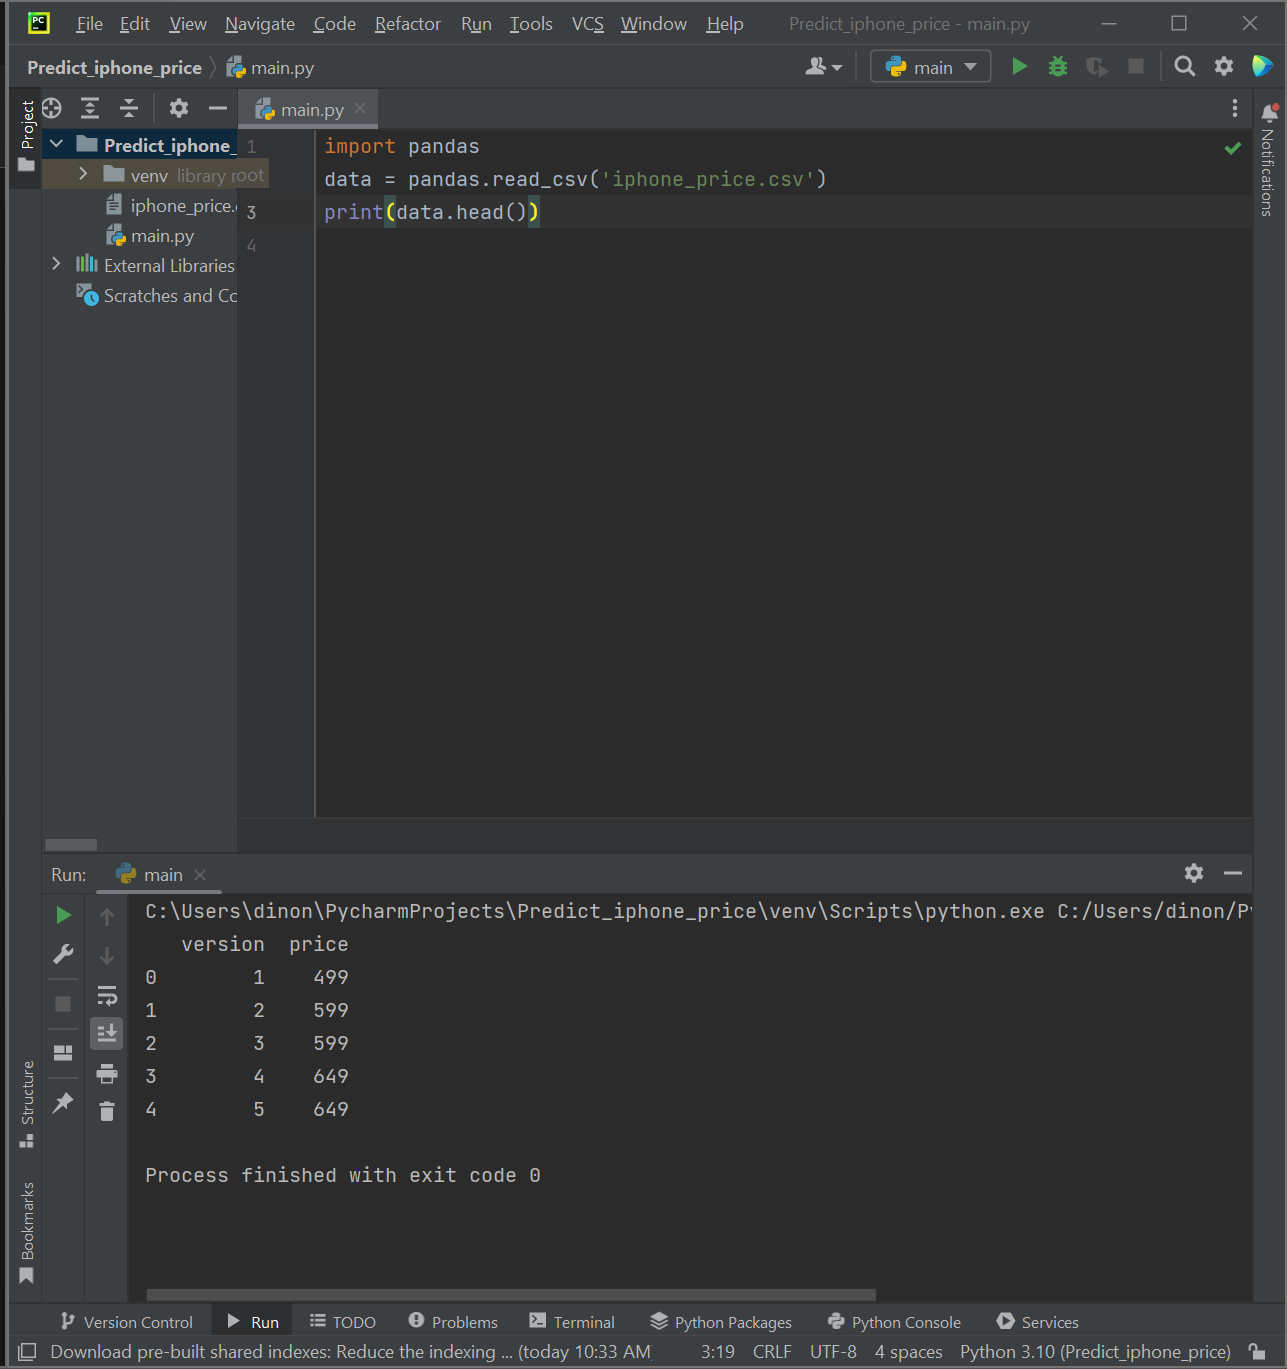 PC
File Edit View Navigate Code Refactor Run Tools VCS Window Help Predict_iphone_price - main.py
Predict_iphone_price main.py main
Project
main.py
Predict_iphone_
venv library root
iphone_price.
main.py
External Libraries
Scratches and Co
1 import pandas
data = pandas.read_csv('iphone_price.csv')
3 print(data.head())
4
Notifications
Run: main
C:\Users\dinon\PycharmProjects\Predict_iphone_price\venv\Scripts\python.exe C:/Users/dinon/Py
version price
0 1 499
1 2 599
2 3 599
3 4 649
4 5 649
Process finished with exit code 0
Structure
Bookmarks
Version Control Run TODO Problems Terminal Python Packages Python Console Services
Download pre-built shared indexes: Reduce the indexing ... (today 10:33 AM) 3:19 CRLF UTF-8 4 spaces Python 3.10 (Predict_iphone_price)